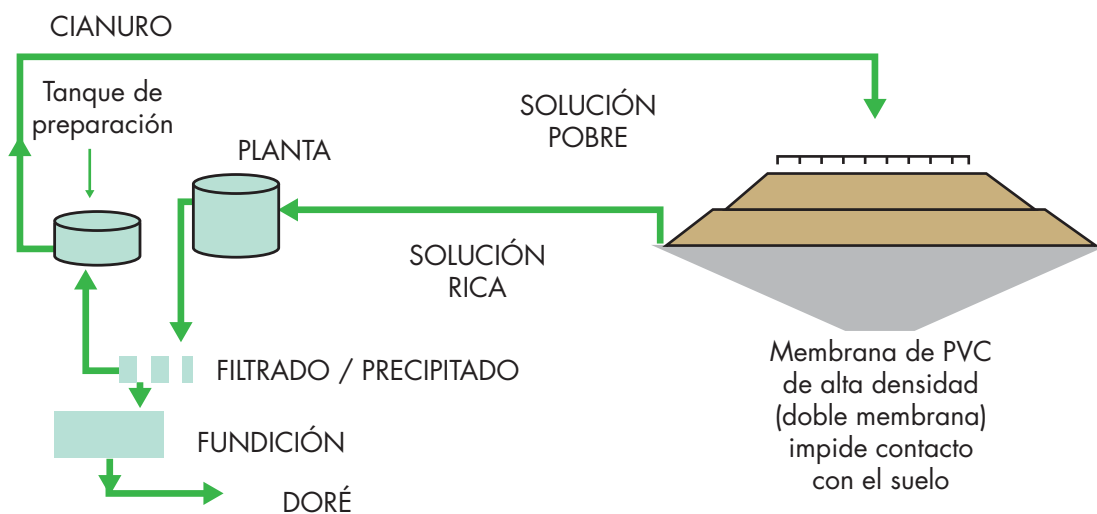 CIANURO
Tanque de
preparación
SOLUCIÓN
POBRE
PLANTA
SOLUCIÓN
RICA
FILTRADO / PRECIPITADO
FUNDICIÓN
DORÉ
Membrana de PVC
de alta densidad
(doble membrana)
impide contacto
con el suelo